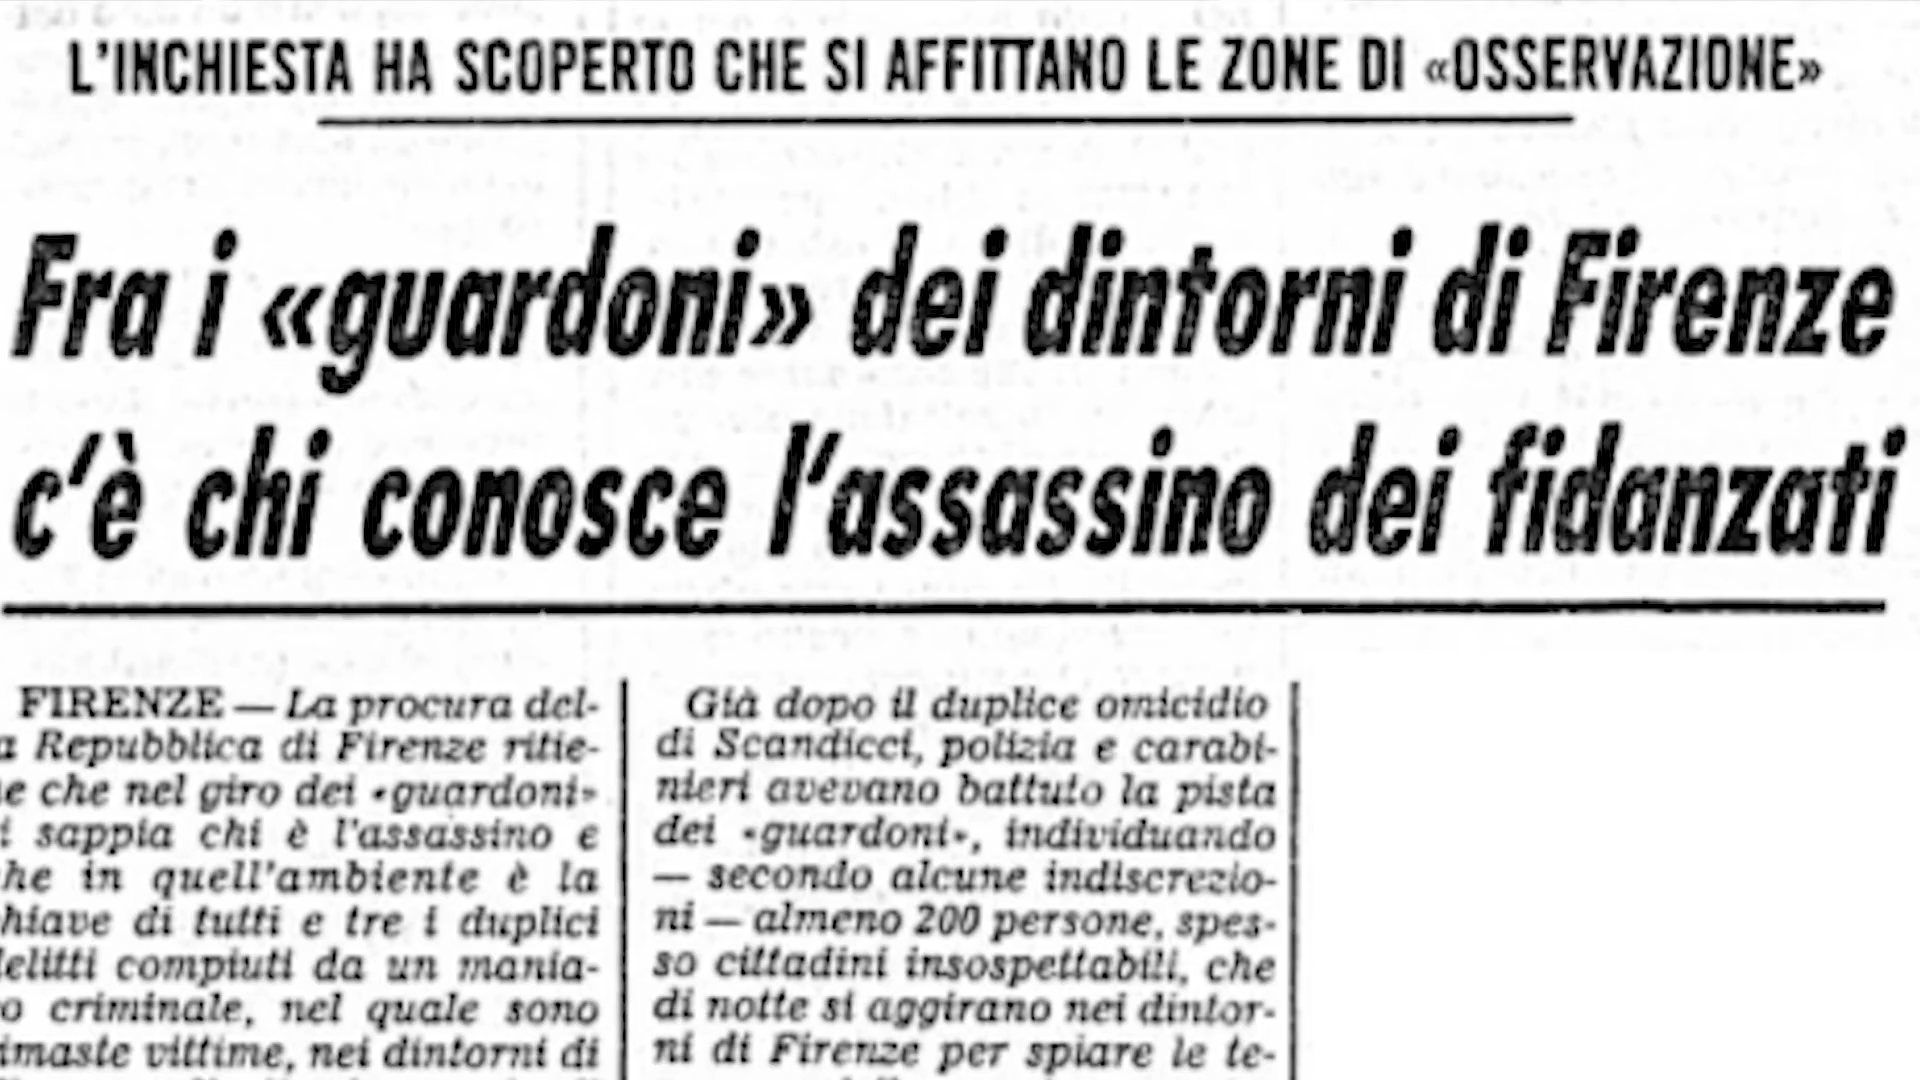 L'INCHIESTA HA SCOPERTO CHE SI AFFITTANO LE ZONE DI «OSSERVAZIONE»
Fra i «guardoni» dei dintorni di Firenze
c'è chi conosce l'assassino dei fidanzati
FIRENZE — La procura del-
a Repubblica di Firenze ritie-
e che nel giro dei «guardoni»
i sappia chi è l'assassino e
he in quell'ambiente è la
hiave di tutti e tre i duplici
elitti compiuti da un mania-
o criminale, nel quale sono
imaste vittime, nei dintorni di
Già dopo il duplice omicidio
di Scandicci, polizia e carabi-
nieri avevano battuto la pista
dei «guardoni», individuando
— secondo alcune indiscrezio-
ni — almeno 200 persone, spes-
so cittadini insospettabili, che
di notte si aggirano nei dintor-
ni di Firenze per spiare le te-